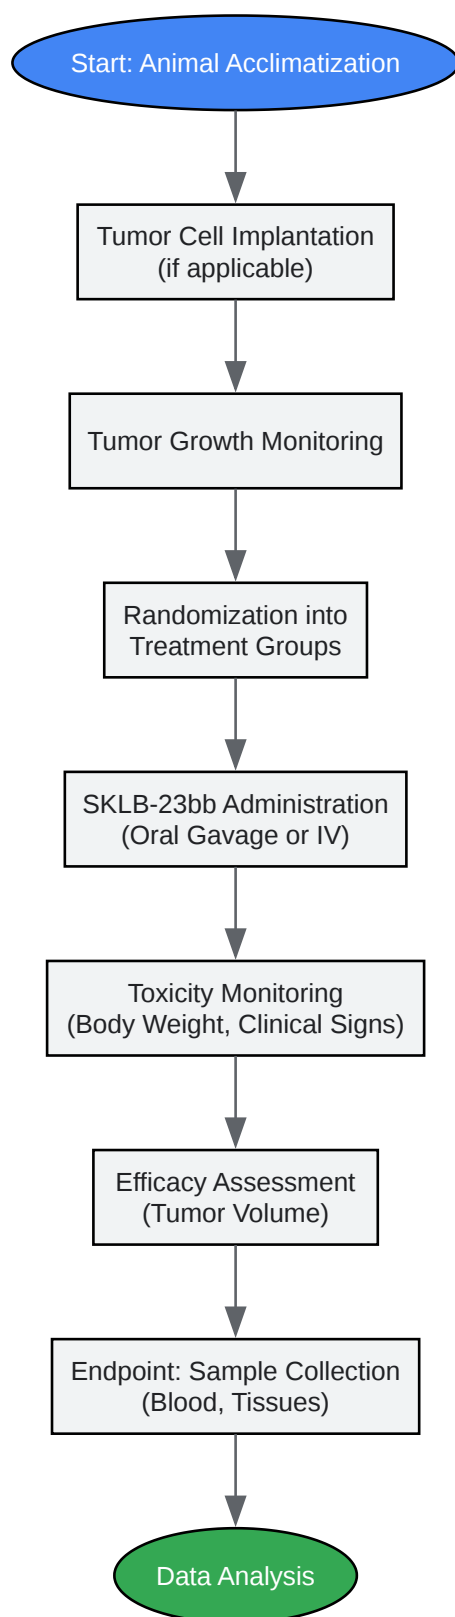 Start: Animal Acclimatization
Tumor Cell Implantation
(if applicable)
Tumor Growth Monitoring
Randomization into
Treatment Groups
SKLB-23bb Administration
(Oral Gavage or IV)
Toxicity Monitoring
(Body Weight, Clinical Signs)
Efficacy Assessment
(Tumor Volume)
Endpoint: Sample Collection
(Blood, Tissues)
Data Analysis